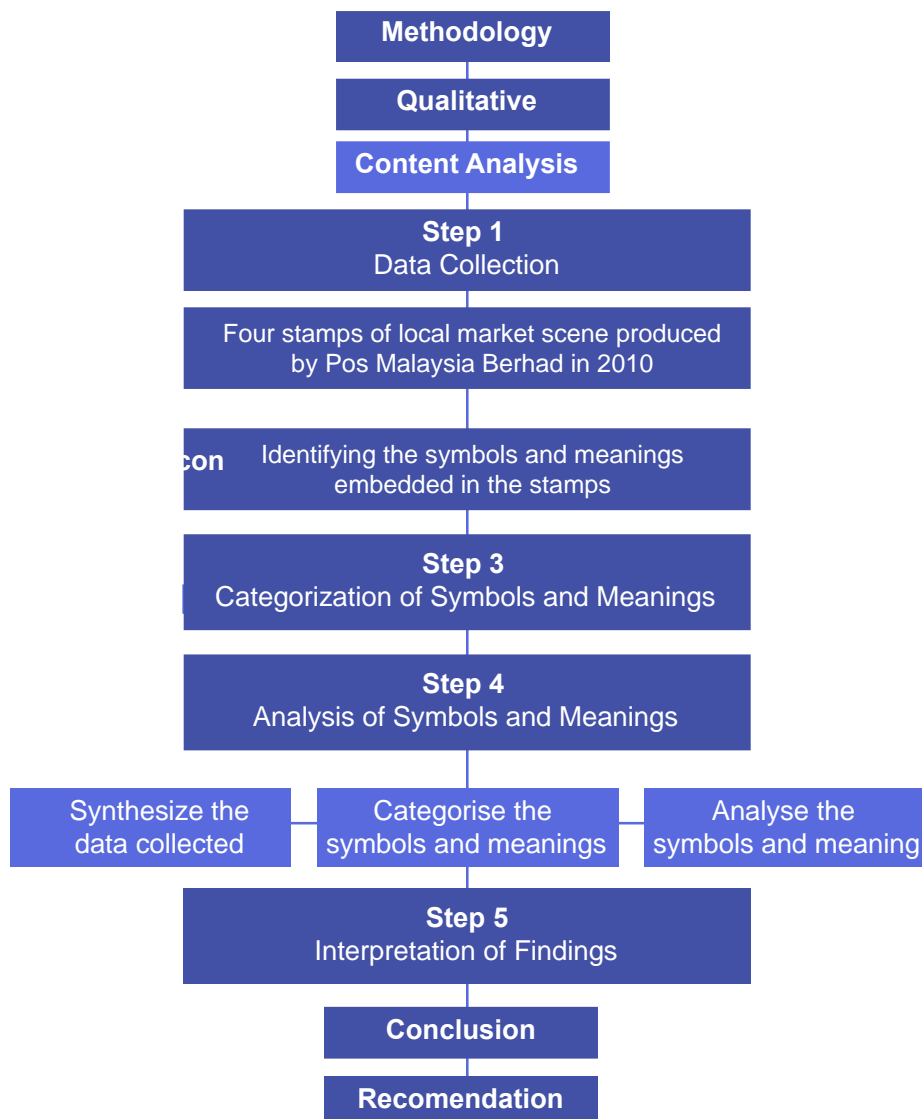 Methodology
Qualitative
Content Analysis
Step 1
Data Collection
Four stamps of local market scene produced
by Pos Malaysia Berhad in 2010
con
Identifying the symbols and meanings
embedded in the stamps
Step 3
Categorization of Symbols and Meanings
Step 4
Analysis of Symbols and Meanings
Synthesize the
data collected
Categorise the
symbols and meanings
Analyse the
symbols and meaning
Step 5
Interpretation of Findings
Conclusion
Recomendation